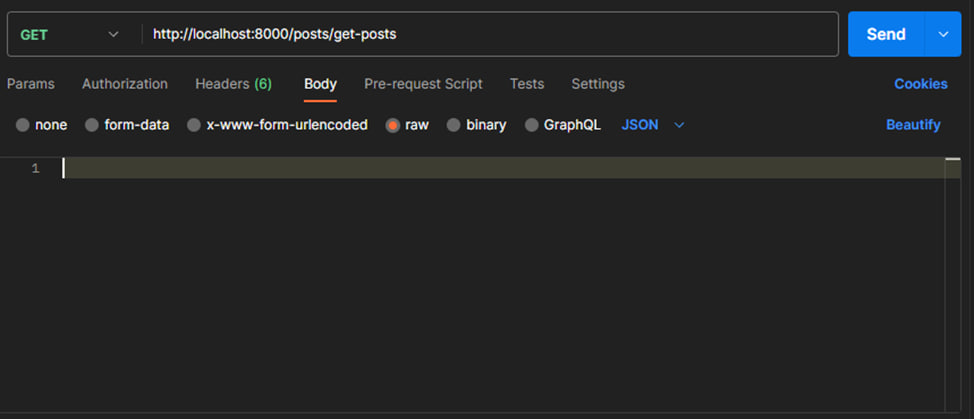 GET http://localhost:8000/posts/get-posts Send
Params Authorization Headers (6) Body Pre-request Script Tests Settings Cookies
none form-data x-www-form-urlencoded raw binary GraphQL JSON Beautify
1